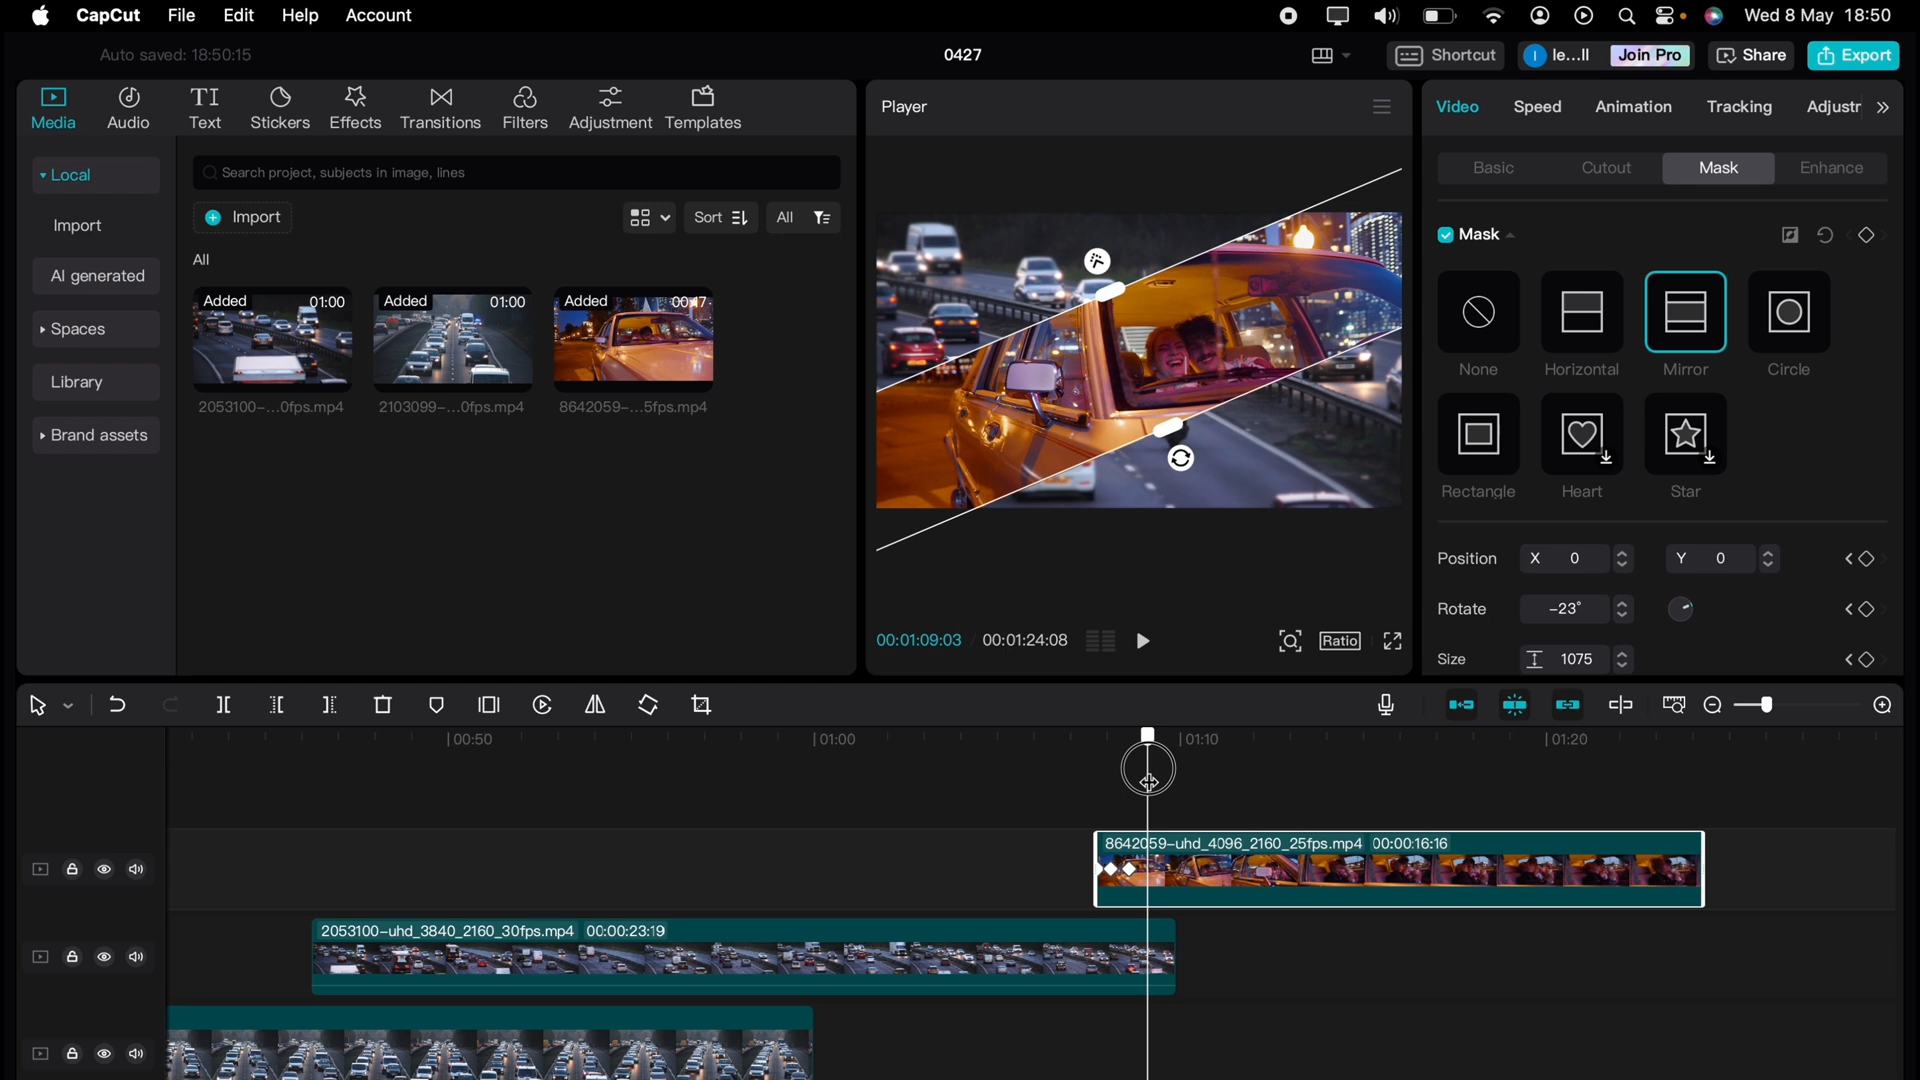 CapCut File Edit Help Account Wed 8 May 18:50
Auto saved: 18:50:15 0427 Shortcut I le...ll Join Pro Share Export
Media Audio Text Stickers Effects Transitions Filters Adjustment Templates
Local
Import
AI generated
Spaces
Library
Brand assets
Search project, subjects in image, lines
Import Sort All
All
Added 01:00 Added 01:00 Added 00:17
2053100-...0fps.mp4 2103099-...0fps.mp4 8642059-...5fps.mp4
Player
00:01:09:03 / 00:01:24:08 Ratio
Video Speed Animation Tracking Adjustr
Basic Cutout Mask Enhance
Mask
None Horizontal Mirror Circle
Rectangle Heart Star
Position X 0 Y 0
Rotate -23°
Size 1075
00:50 01:00 01:10 01:20
8642059-uhd_4096_2160_25fps.mp4 00:00:16:16
2053100-uhd_3840_2160_30fps.mp4 00:00:23:19